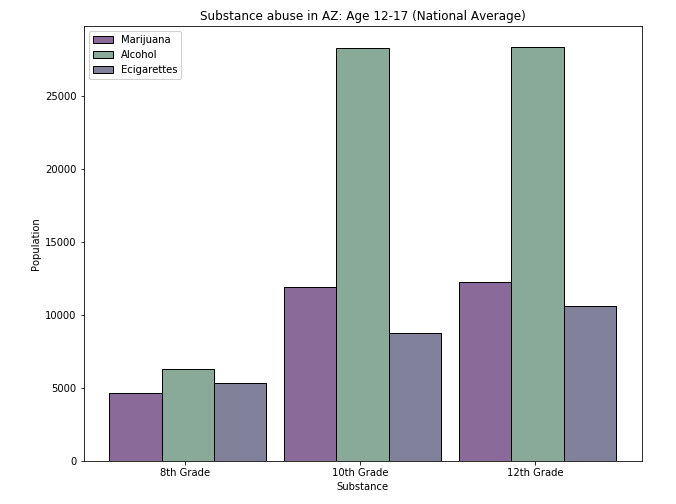 Substance abuse in AZ: Age 12-17 (National Average)
Marijuana
Alcohol
Ecigarettes
Population
25000
20000
15000
10000
5000
0
8th Grade
10th Grade
12th Grade
Substance